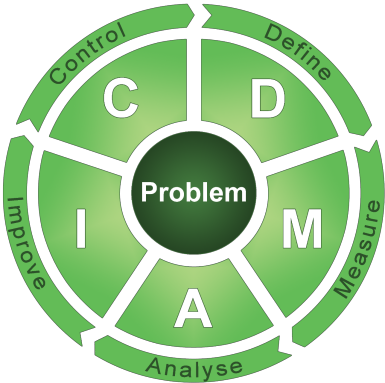 Define
Measure
Analyse
Improve
Control
D
M
A
I
C
Problem